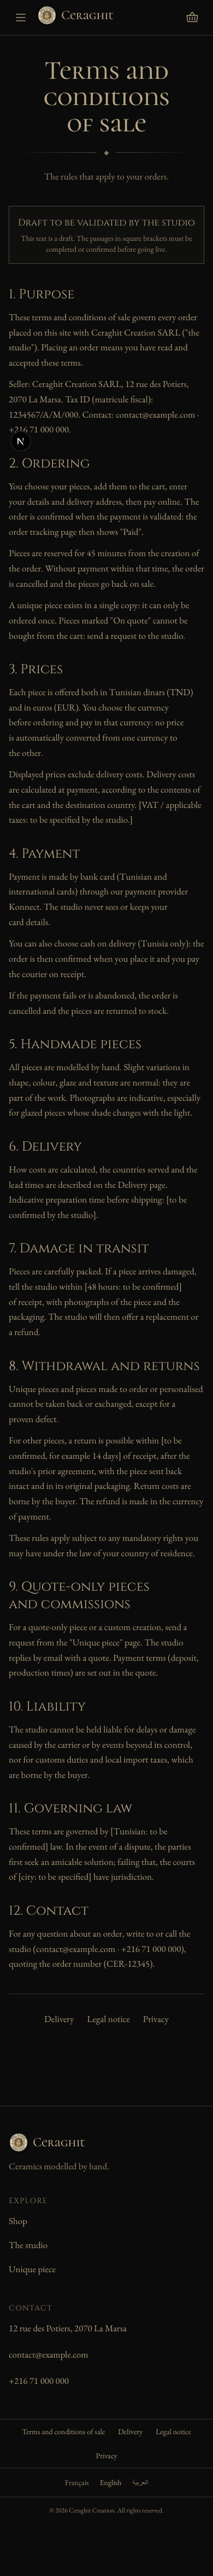 Ceraghit
Terms and
conditions
of sale
The rules that apply to your orders.
Draft to be validated by the studio
This text is a draft. The passages in square brackets must be
completed or confirmed before going live.
1. Purpose
These terms and conditions of sale govern every order
placed on this site with Ceraghit Creation SARL ("the
studio"). Placing an order means you have read and
accepted these terms.
Seller: Ceraghit Creation SARL, 12 rue des Potiers,
2070 La Marsa. Tax ID (matricule fiscal):
1234567/A/M/000. Contact: contact@example.com ·
+216 71 000 000.
N
2. Ordering
You choose your pieces, add them to the cart, enter
your details and delivery address, then pay online. The
order is confirmed when the payment is validated: the
order tracking page then shows "Paid".
Pieces are reserved for 45 minutes from the creation of
the order. Without payment within that time, the order
is cancelled and the pieces go back on sale.
A unique piece exists in a single copy: it can only be
ordered once. Pieces marked "On quote" cannot be
bought from the cart: send a request to the studio.
3. Prices
Each piece is offered both in Tunisian dinars (TND)
and in euros (EUR). You choose the currency
before ordering and pay in that currency: no price
is automatically converted from one currency to
the other.
Displayed prices exclude delivery costs. Delivery costs
are calculated at payment, according to the contents of
the cart and the destination country. [VAT / applicable
taxes: to be specified by the studio.]
4. Payment
Payment is made by bank card (Tunisian and
international cards) through our payment provider
Konnect. The studio never sees or keeps your
card details.
You can also choose cash on delivery (Tunisia only): the
order is then confirmed when you place it and you pay
the courier on receipt.
If the payment fails or is abandoned, the order is
cancelled and the pieces are returned to stock.
5. Handmade pieces
All pieces are modelled by hand. Slight variations in
shape, colour, glaze and texture are normal: they are
part of the work. Photographs are indicative, especially
for glazed pieces whose shade changes with the light.
6. Delivery
How costs are calculated, the countries served and the
lead times are described on the Delivery page.
Indicative preparation time before shipping: [to be
confirmed by the studio].
7. Damage in transit
Pieces are carefully packed. If a piece arrives damaged,
tell the studio within [48 hours: to be confirmed]
of receipt, with photographs of the piece and the
packaging. The studio will then offer a replacement or
a refund.
8. Withdrawal and returns
Unique pieces and pieces made to order or personalised
cannot be taken back or exchanged, except for a
proven defect.
For other pieces, a return is possible within [to be
confirmed, for example 14 days] of receipt, after the
studio's prior agreement, with the piece sent back
intact and in its original packaging. Return costs are
borne by the buyer. The refund is made in the currency
of payment.
These rules apply subject to any mandatory rights you
may have under the law of your country of residence.
9. Quote-only pieces
and commissions
For a quote-only piece or a custom creation, send a
request from the "Unique piece" page. The studio
replies by email with a quote. Payment terms (deposit,
production times) are set out in the quote.
10. Liability
The studio cannot be held liable for delays or damage
caused by the carrier or by events beyond its control,
nor for customs duties and local import taxes, which
are borne by the buyer.
11. Governing law
These terms are governed by [Tunisian: to be
confirmed] law. In the event of a dispute, the parties
first seek an amicable solution; failing that, the courts
of [city: to be specified] have jurisdiction.
12. Contact
For any question about an order, write to or call the
studio (contact@example.com · +216 71 000 000),
quoting the order number (CER-12345).
Delivery Legal notice Privacy
Ceraghit
Ceramics modelled by hand.
EXPLORE
Shop
The studio
Unique piece
CONTACT
12 rue des Potiers, 2070 La Marsa
contact@example.com
+216 71 000 000
Terms and conditions of sale Delivery Legal notice
Privacy
Français English العربية
© 2026 Ceraghit Creation. All rights reserved.